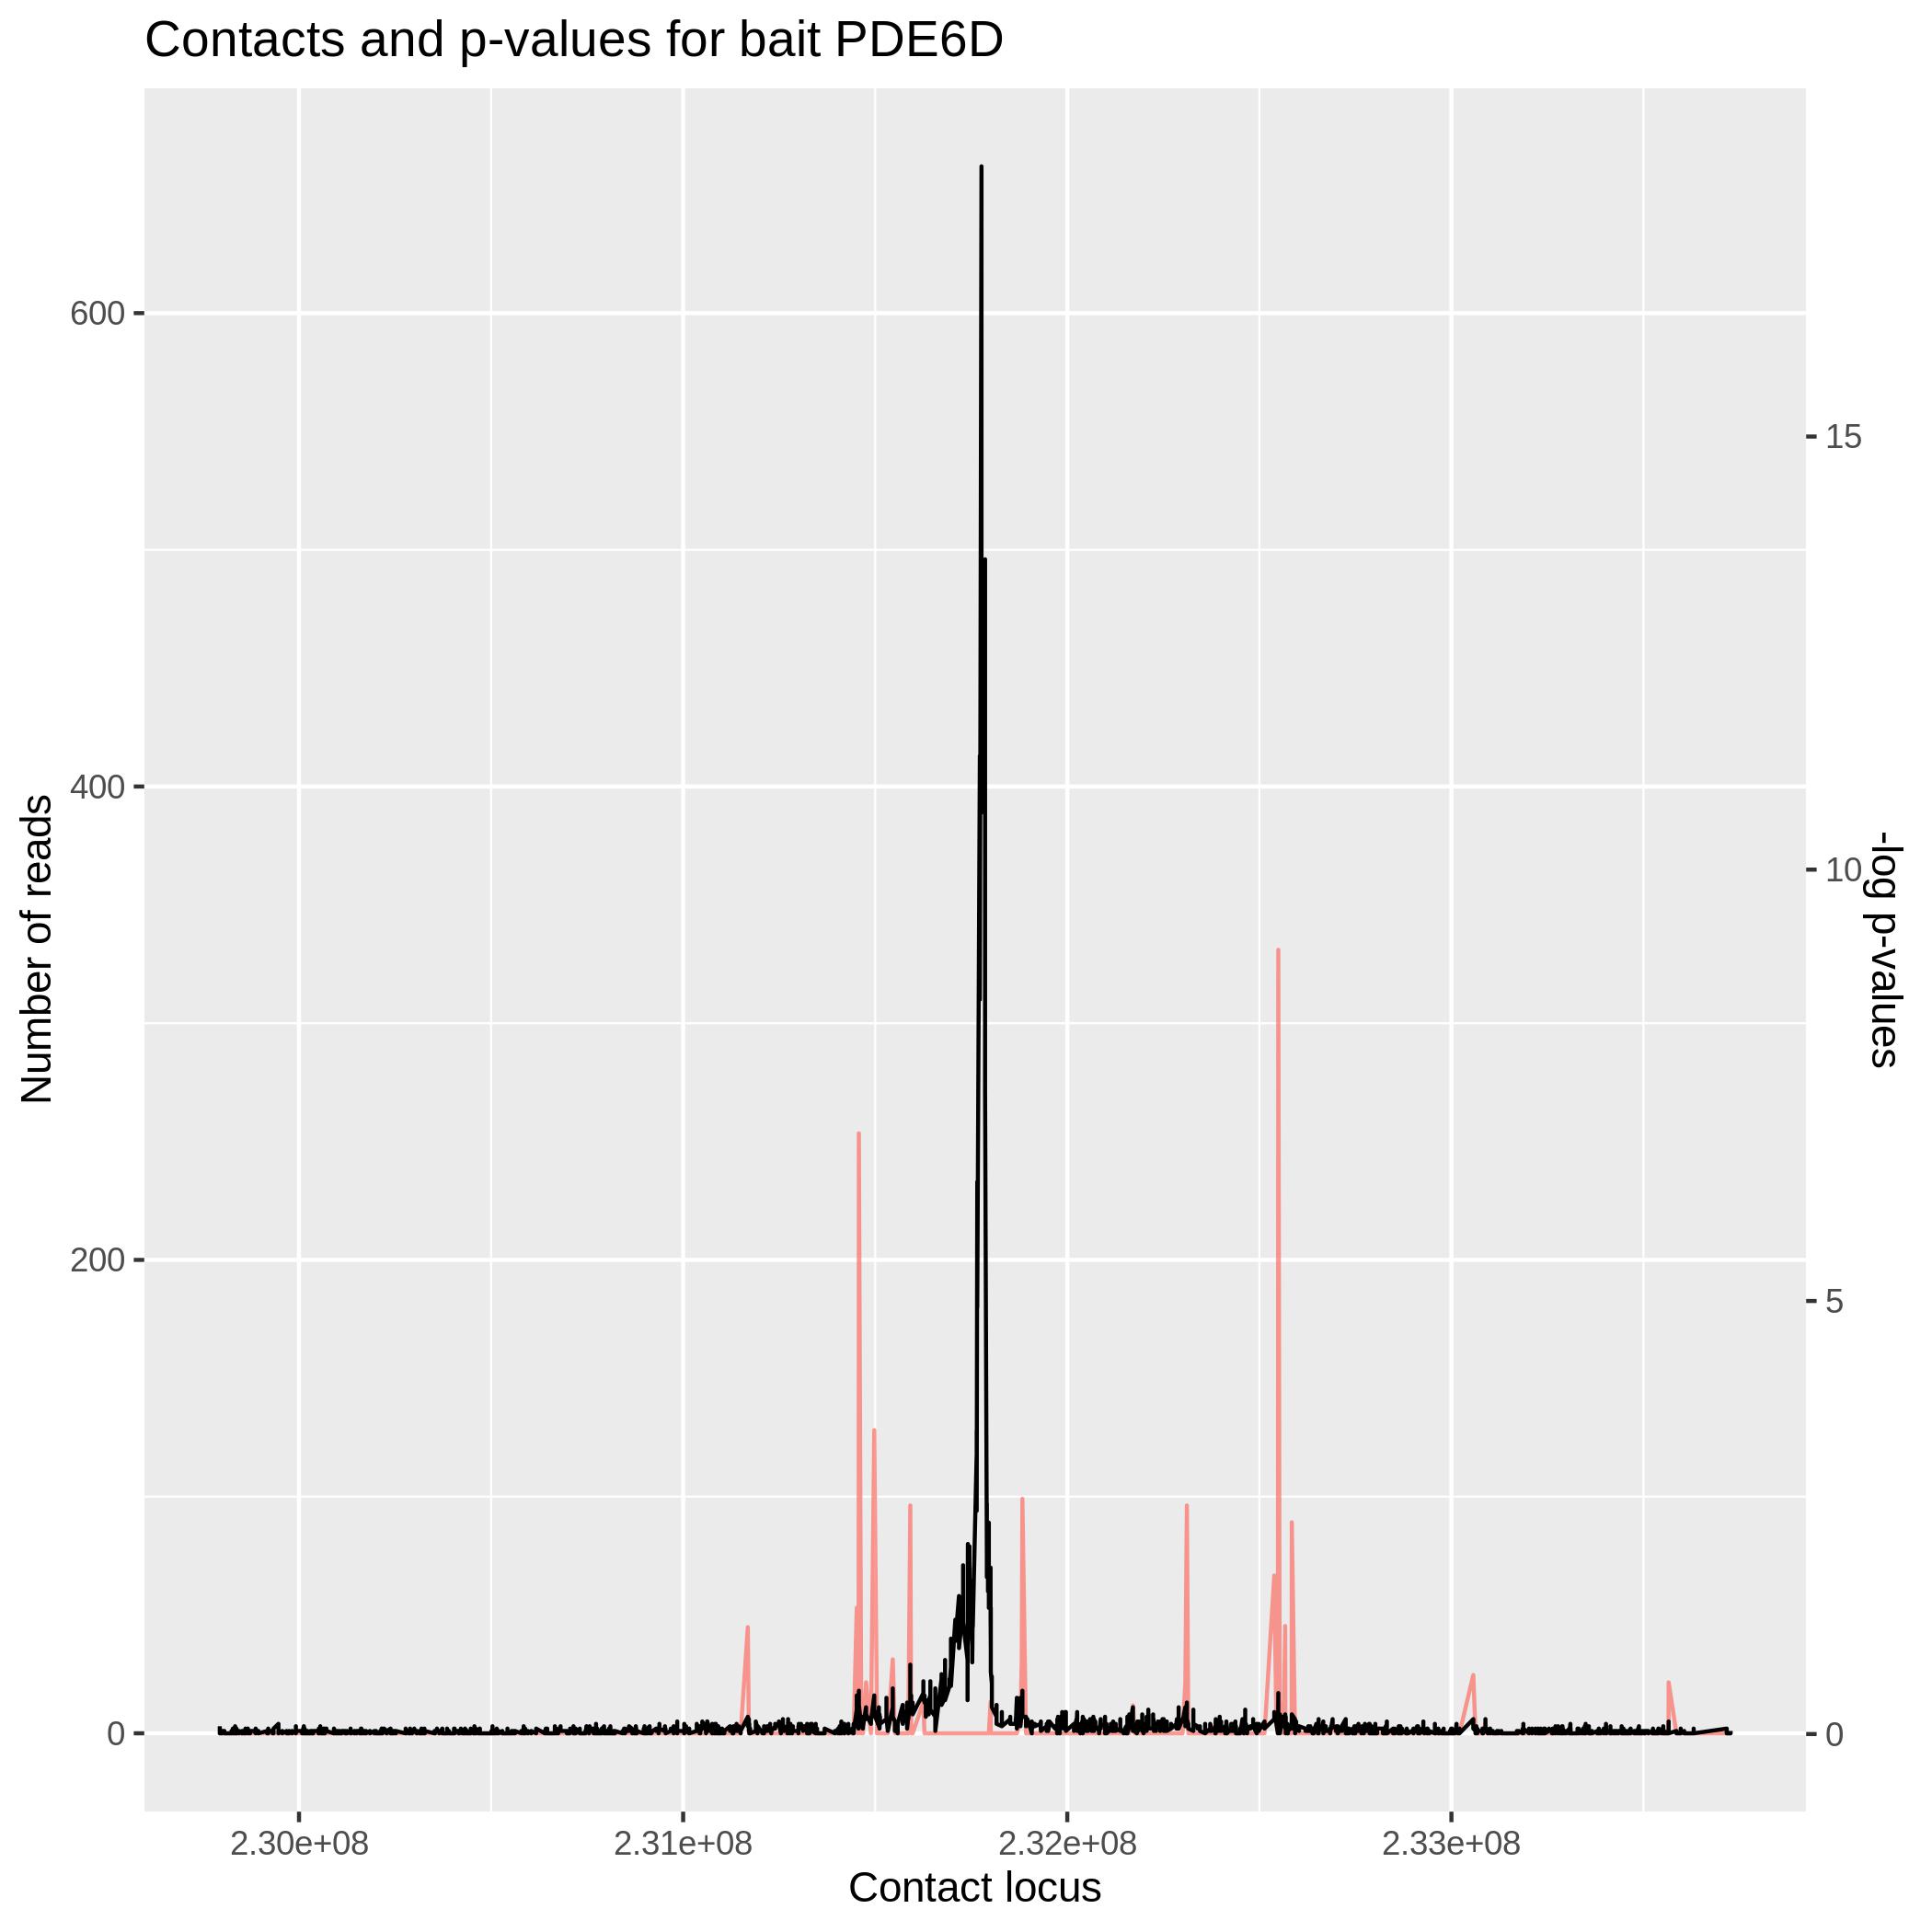 Contacts and p-values for bait PDE6D
600
400
200
0
Number of reads
15
10
5
0
-log p-values
2.30e+08
2.31e+08
2.32e+08
2.33e+08
Contact locus